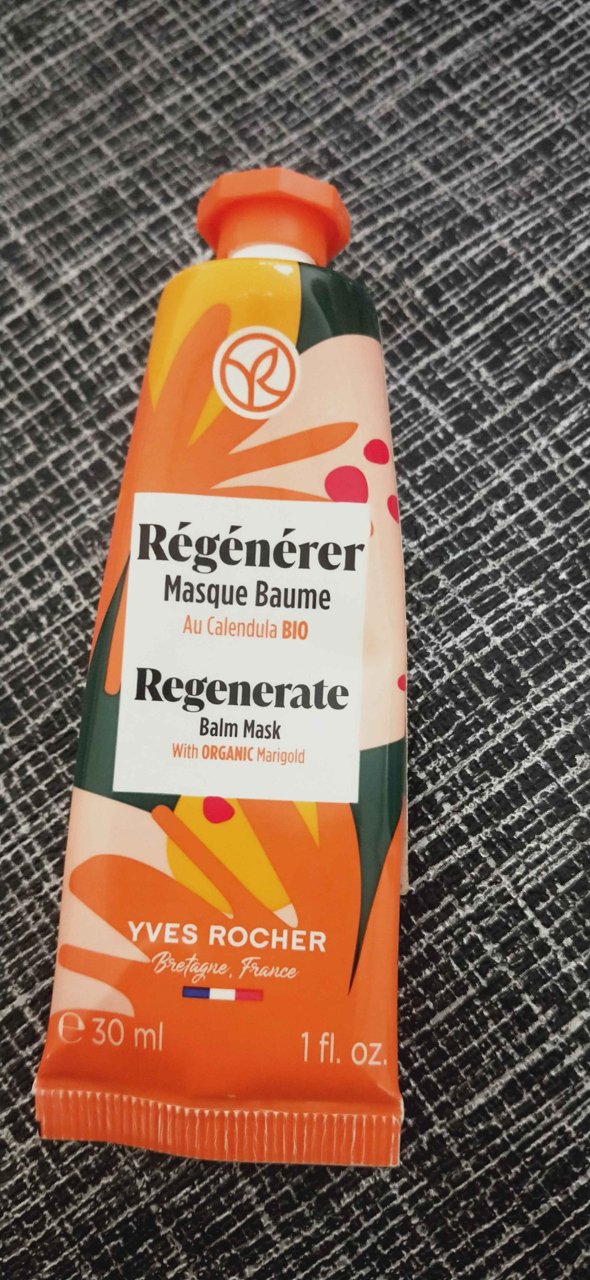 Régénérer
Masque Baume
Au Calendula BIO
Regenerate
Balm Mask
With ORGANIC Marigold
YVES ROCHER
Bretagne, France
℮ 30 ml 1 fl. oz.